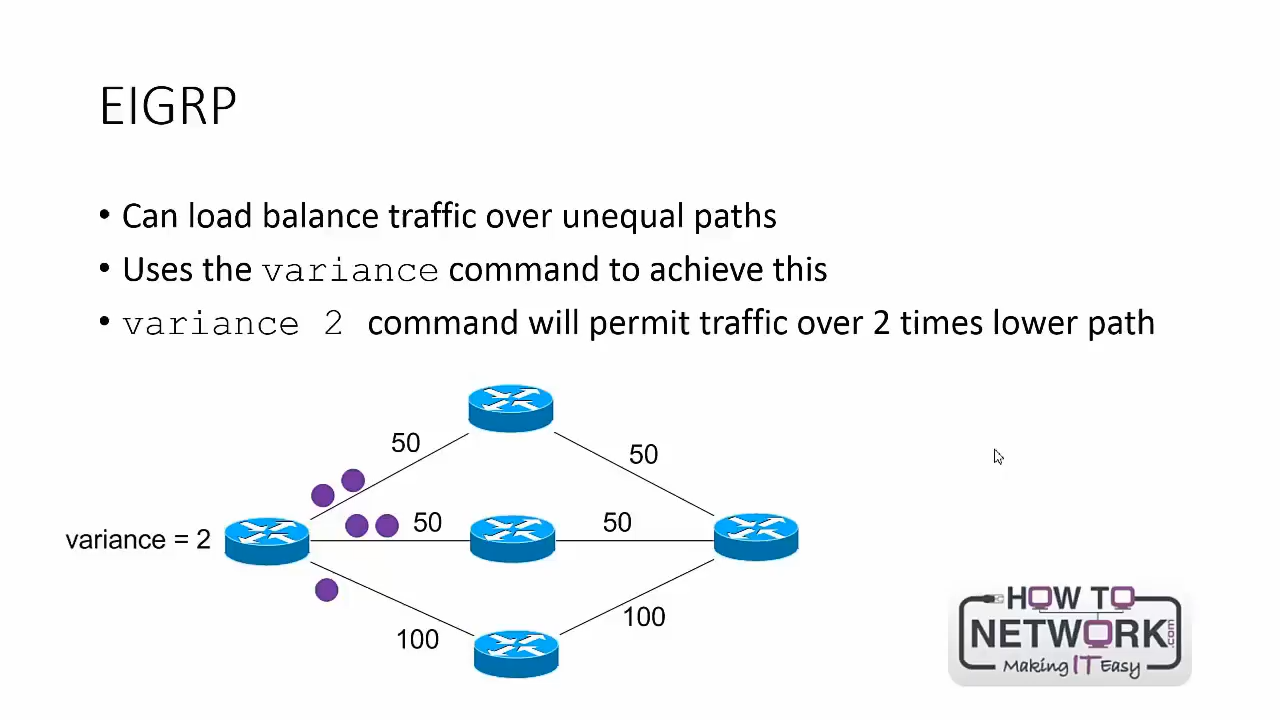 EIGRP
• Can load balance traffic over unequal paths
• Uses the variance command to achieve this
• variance 2 command will permit traffic over 2 times lower path
50
50
50
50
variance = 2
100
100
HOW TO
NETWORK.com
Making IT Easy